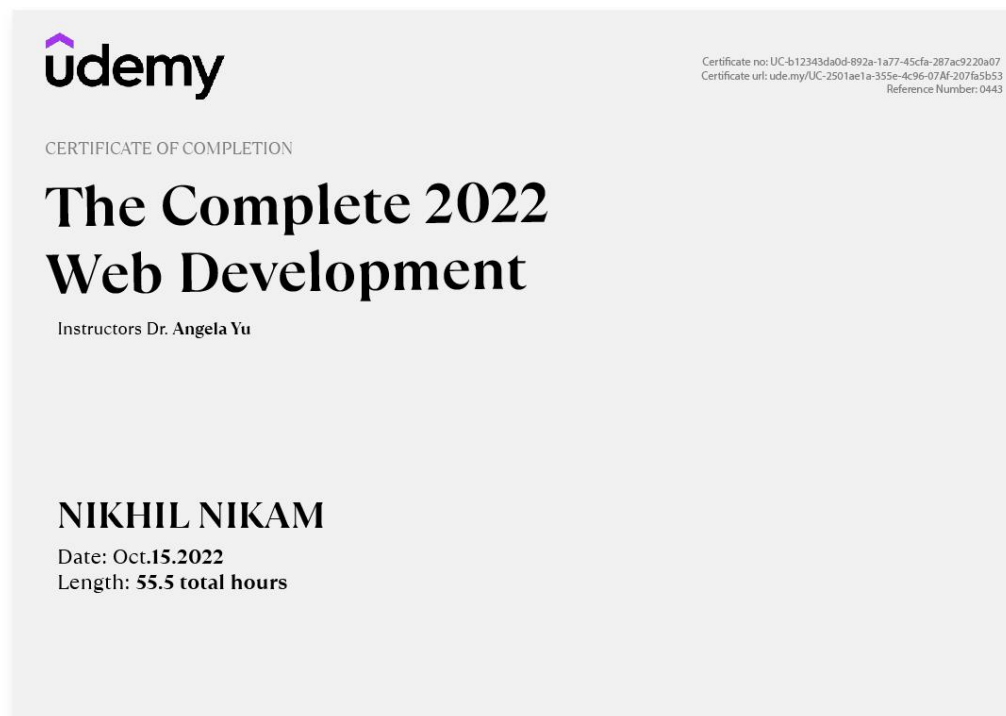 udemy
Certificate no: UC-b12343da0d-892a-1a77-45cfa-287ac9220a07
Certificate url: ude.my/UC-2501ae1a-355e-4c96-07Af-207fa5b53
Reference Number: 0443
CERTIFICATE OF COMPLETION
The Complete 2022
Web Development
Instructors Dr. Angela Yu
NIKHIL NIKAM
Date: Oct.15.2022
Length: 55.5 total hours